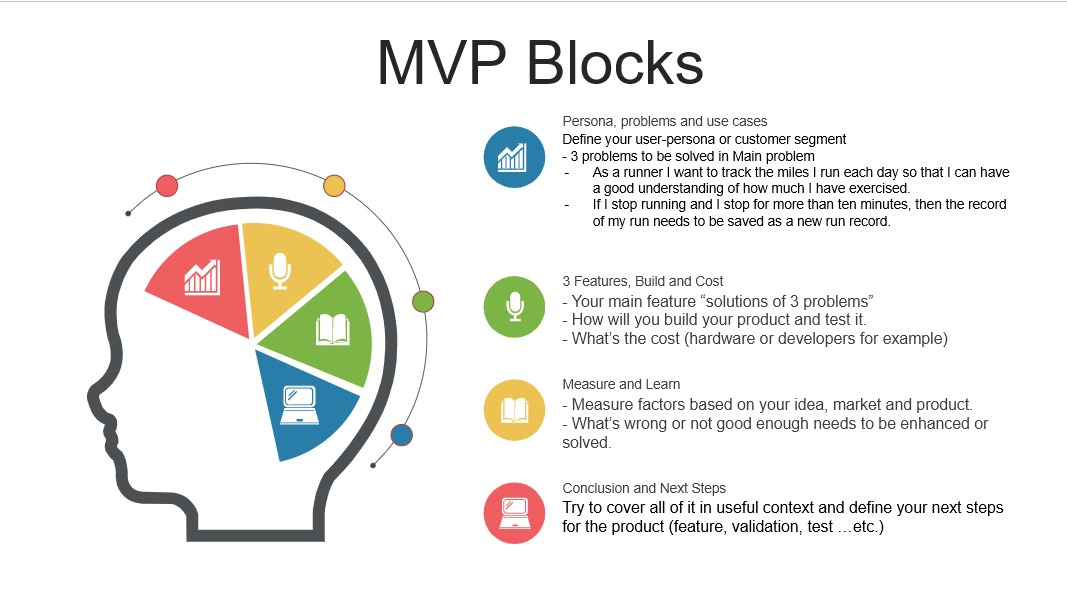 MVP Blocks
Persona, problems and use cases
Define your user-persona or customer segment
- 3 problems to be solved in Main problem
- As a runner I want to track the miles I run each day so that I can have
a good understanding of how much I have exercised.
- If I stop running and I stop for more than ten minutes, then the record
of my run needs to be saved as a new run record.
3 Features, Build and Cost
- Your main feature “solutions of 3 problems”
- How will you build your product and test it.
- What’s the cost (hardware or developers for example)
Measure and Learn
- Measure factors based on your idea, market and product.
- What’s wrong or not good enough needs to be enhanced or
solved.
Conclusion and Next Steps
Try to cover all of it in useful context and define your next steps
for the product (feature, validation, test …etc.)